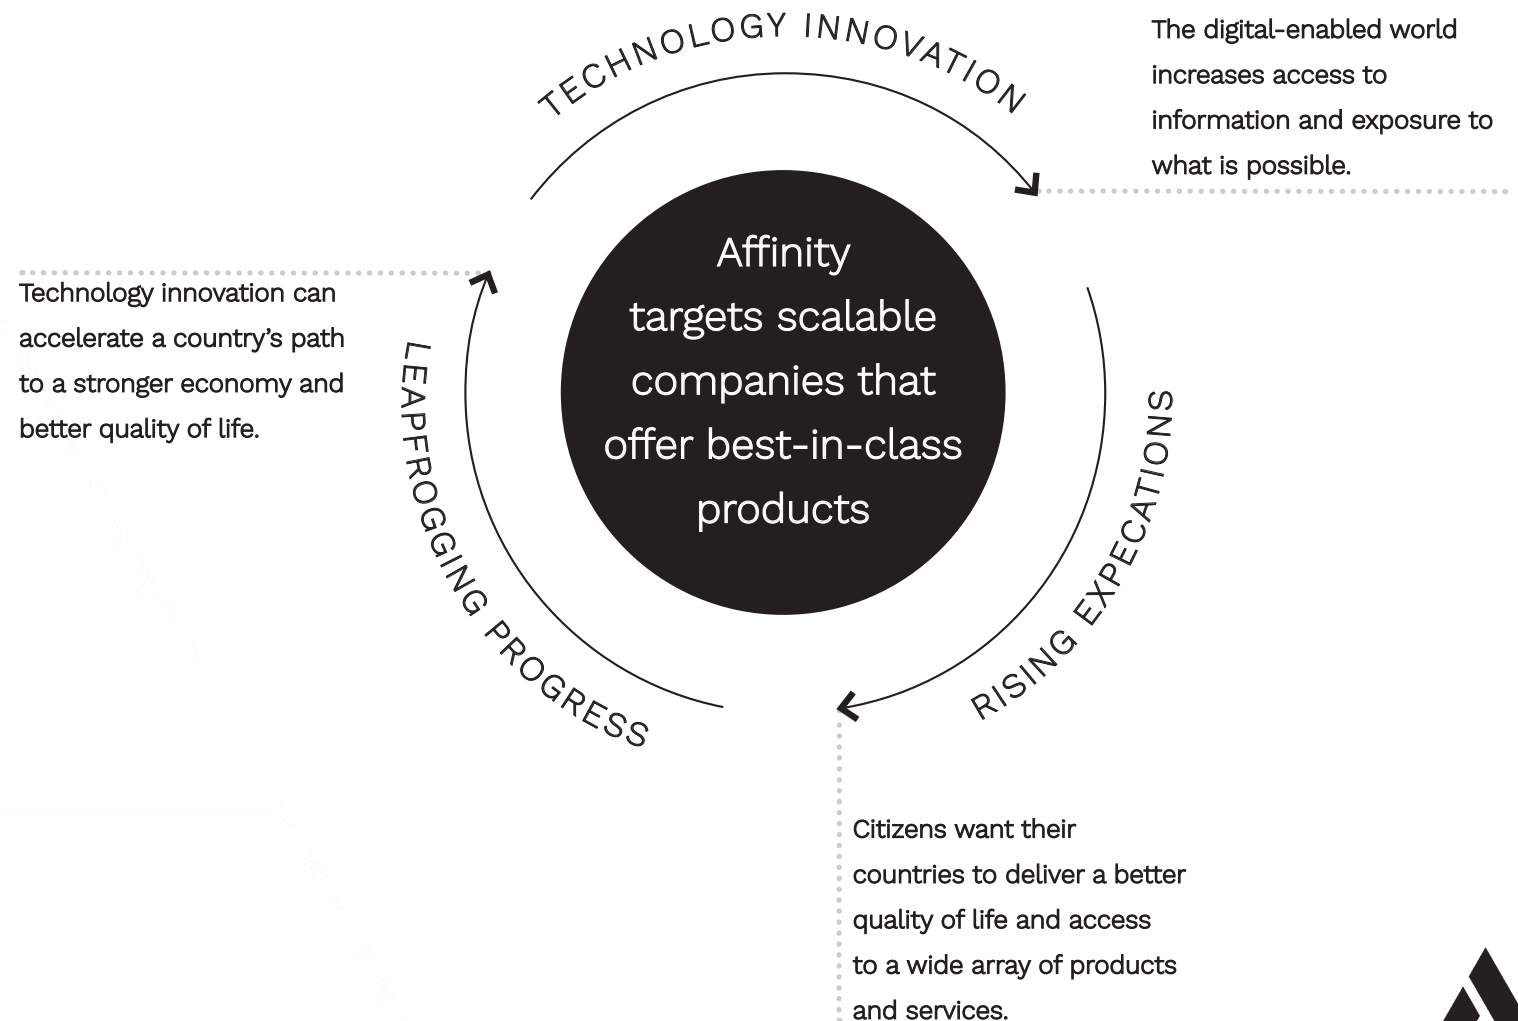 TECHNOLOGY INNOVATION
The digital-enabled world
increases access to
information and exposure to
what is possible.
Affinity
targets scalable
companies that
offer best-in-class
products
Technology innovation can
accelerate a country’s path
to a stronger economy and
better quality of life.
LEAPFROGGING PROGRESS
RISING EXPECATIONS
Citizens want their
countries to deliver a better
quality of life and access
to a wide array of products
and services.